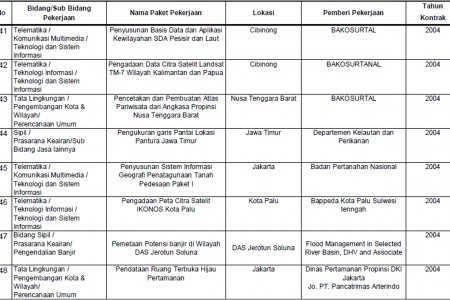 No
Bidang/Sub Bidang
Pekerjaan
Nama Paket Pekerjaan
Lokasi
Pemberi Pekerjaan
Tahun
Kontrak
41
Telematika /
Komunikasi Multimedia /
Teknologi dan Sistem
Informasi
Penyusunan Basis Data dan Aplikasi
Kewilayahan SDA Pesisir dan Laut
Cibinong
BAKOSURTAL
2004
42
Telematika /
Teknologi Informasi /
Teknologi dan Sistem
Informasi
Pengadaan Data Citra Satelit Landsat
TM-7 Wilayah Kalimantan dan Papua
Cibinong
BAKOSURTANAL
2004
43
Tata Lingkungan /
Pengembangan Kota &
Wilayah/
Perencanaan Umum
Pencetakan dan Pembuatan Atlas
Pariwisata dari Angkasa Propinsi
Nusa Tenggara Barat
Nusa Tenggara Barat
BAKOSURTAL
2004
44
Sipil /
Prasarana Keairan/Sub
Bidang Jasa lainnya
Pengukuran garis Pantai Lokasi
Pantura Jawa Timur
Jawa Timur
Departemen Kelautan dan
Perikanan
2004
45
Telematika /
Komunikasi Multimedia /
Teknologi dan Sistem
Informasi
Penyusunan Sistem Informasi
Geografi Penatagunaan Tanah
Pedesaan Paket I
Jakarta
Badan Pertanahan Nasional
2004
46
Telematika /
Teknologi Informasi /
Teknologi dan Sistem
Informasi
Pengadaan Peta Citra Satelit
IKONOS Kota Palu
Kota Palu
Bappeda Kota Palu Sulwesi
tenngah
2004
47
Bidang Sipil /
Prasarana Keairan/
Pengendalian Banjir
Pemetaan Potensi banjir di Wilayah
DAS Jerotun Soluna
DAS Jerotun Soluna
Flood Management in Selected
River Basin, DHV and Associate
2004
48
Tata Lingkungan /
Pengembangan Kota &
Wilayah/
Perencanaan Umum
Pendataan Ruang Terbuka Hijau
Pertamanan
Jakarta
Dinas Pertamanan Propinsi DKI
Jakarta
Jo. PT. Pancatrimas Arterindo
2004